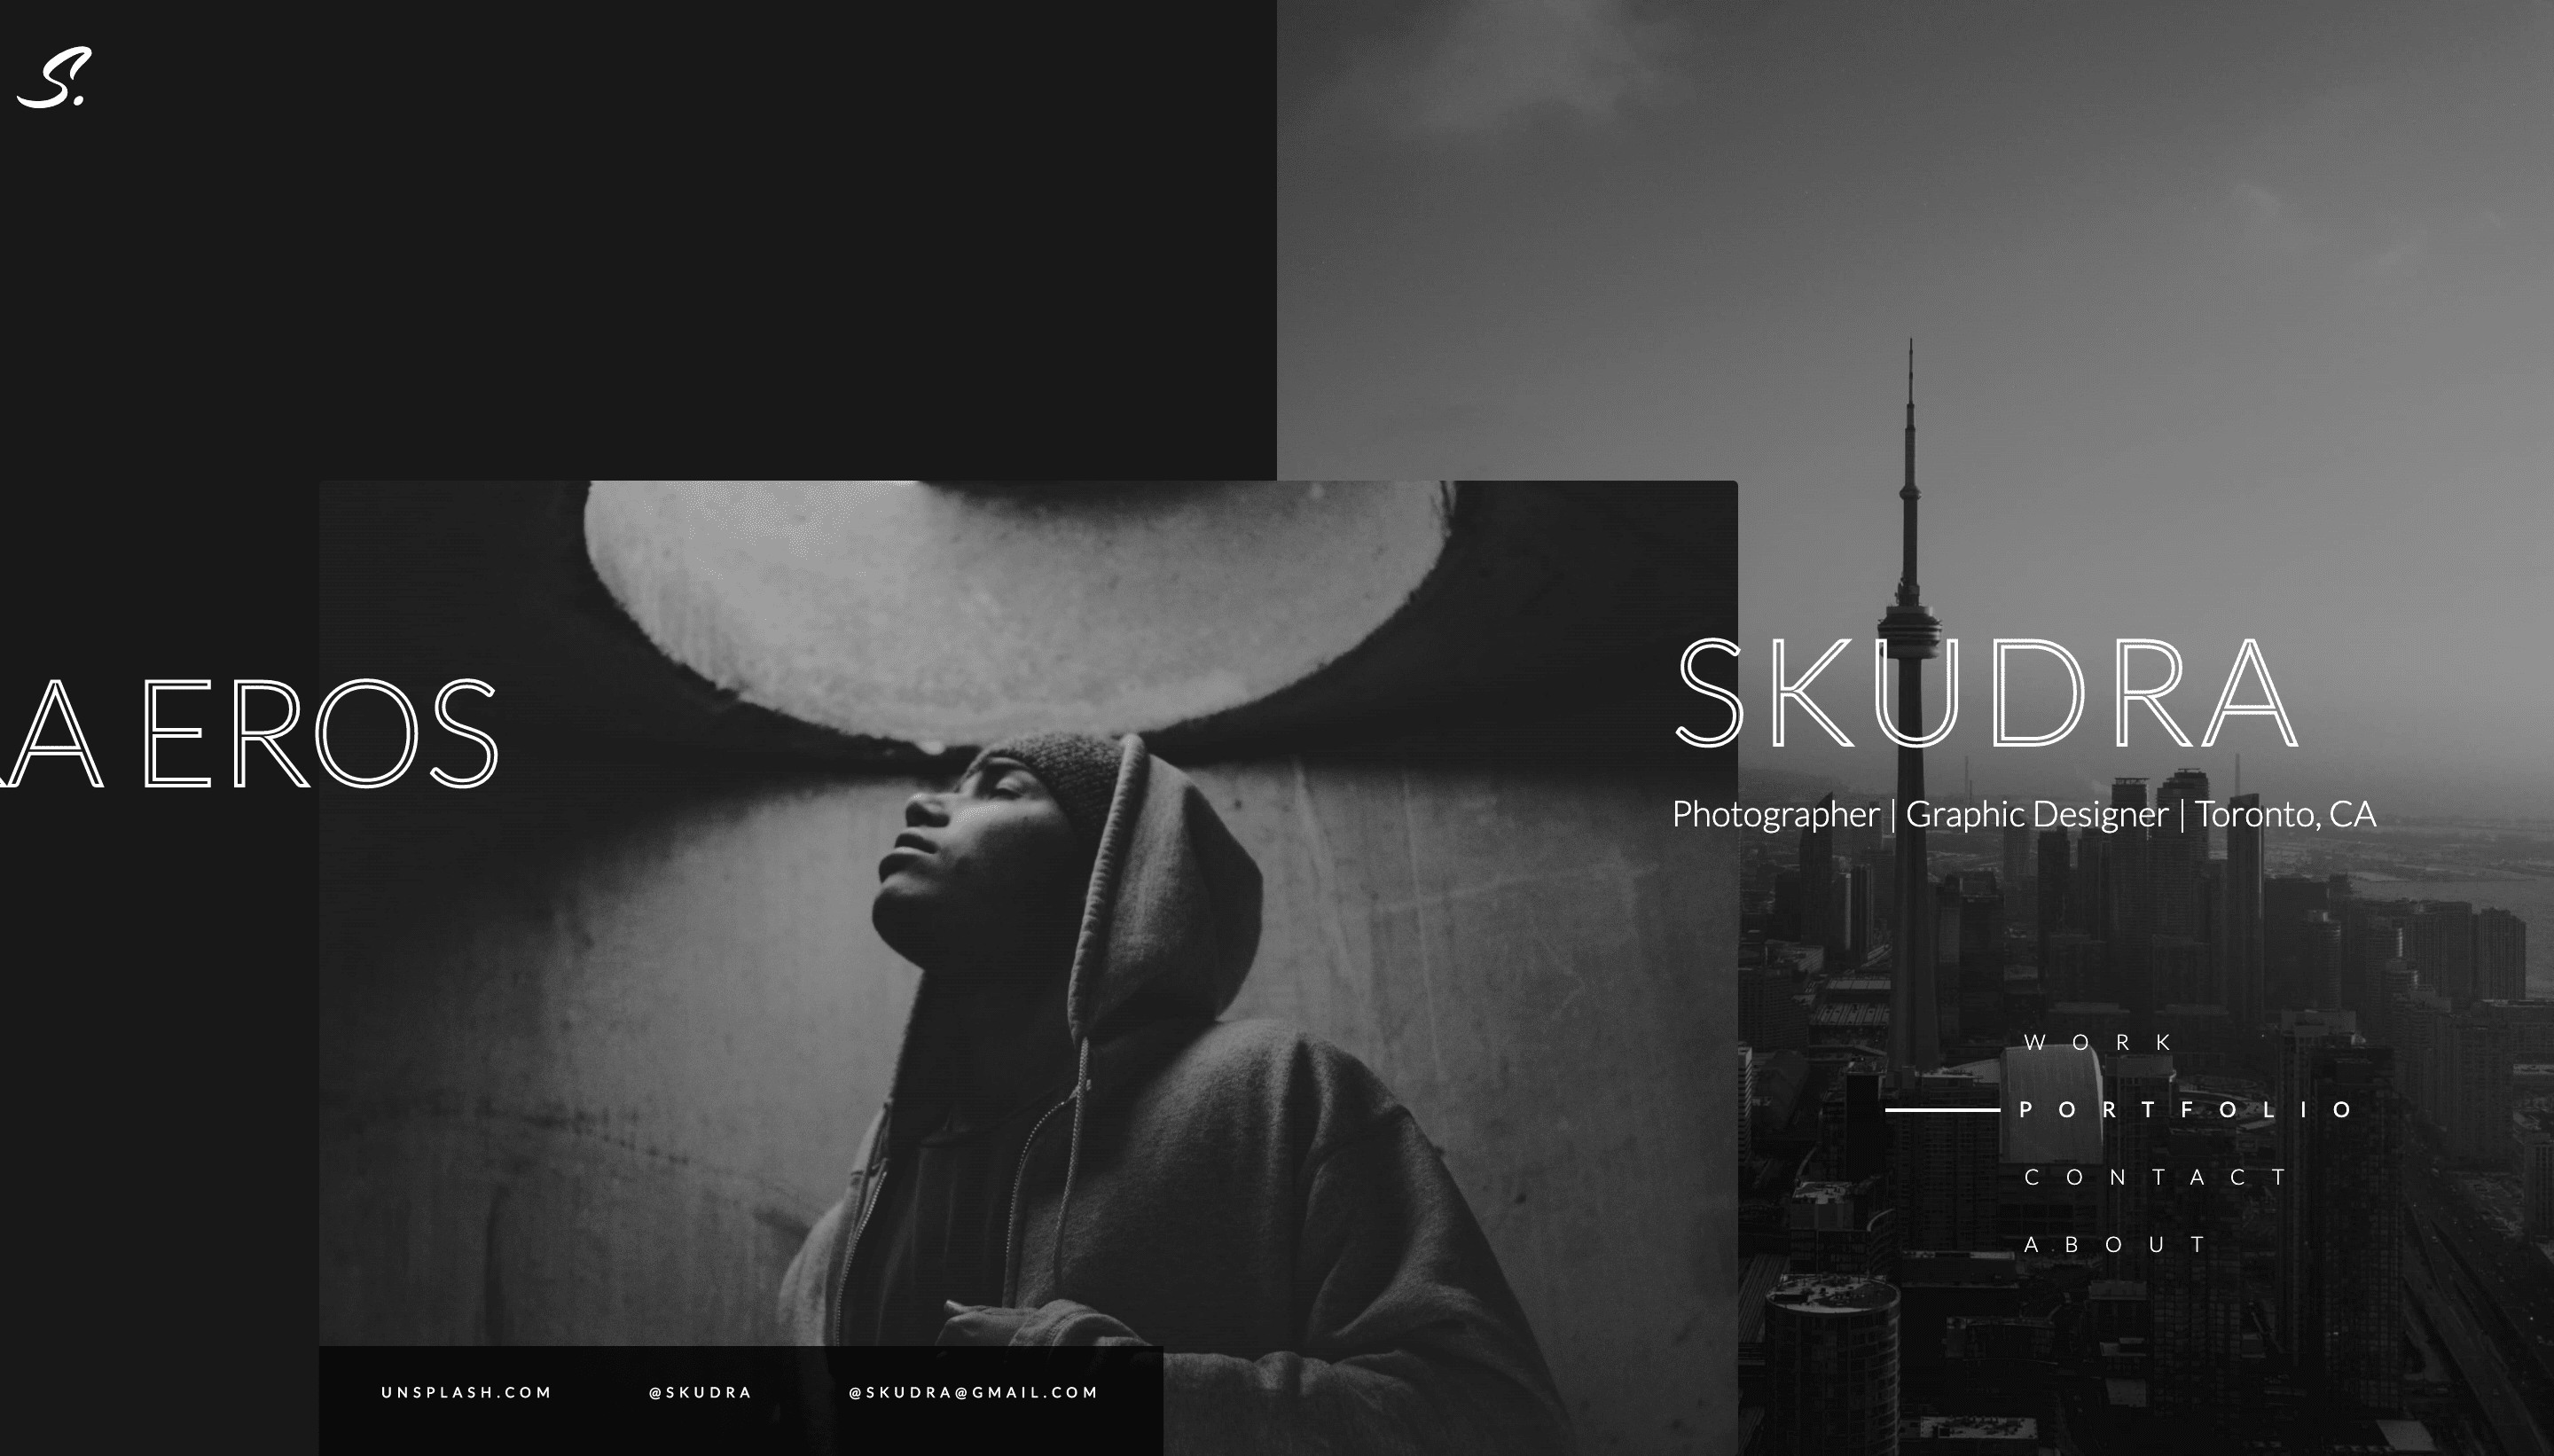 S.
SKUDRA
A EROS
Photographer | Graphic Designer | Toronto, CA
WORK
PORTFOLIO
CONTACT
ABOUT
UNSPLASH.COM @SKUDRA @SKUDRA@GMAIL.COM